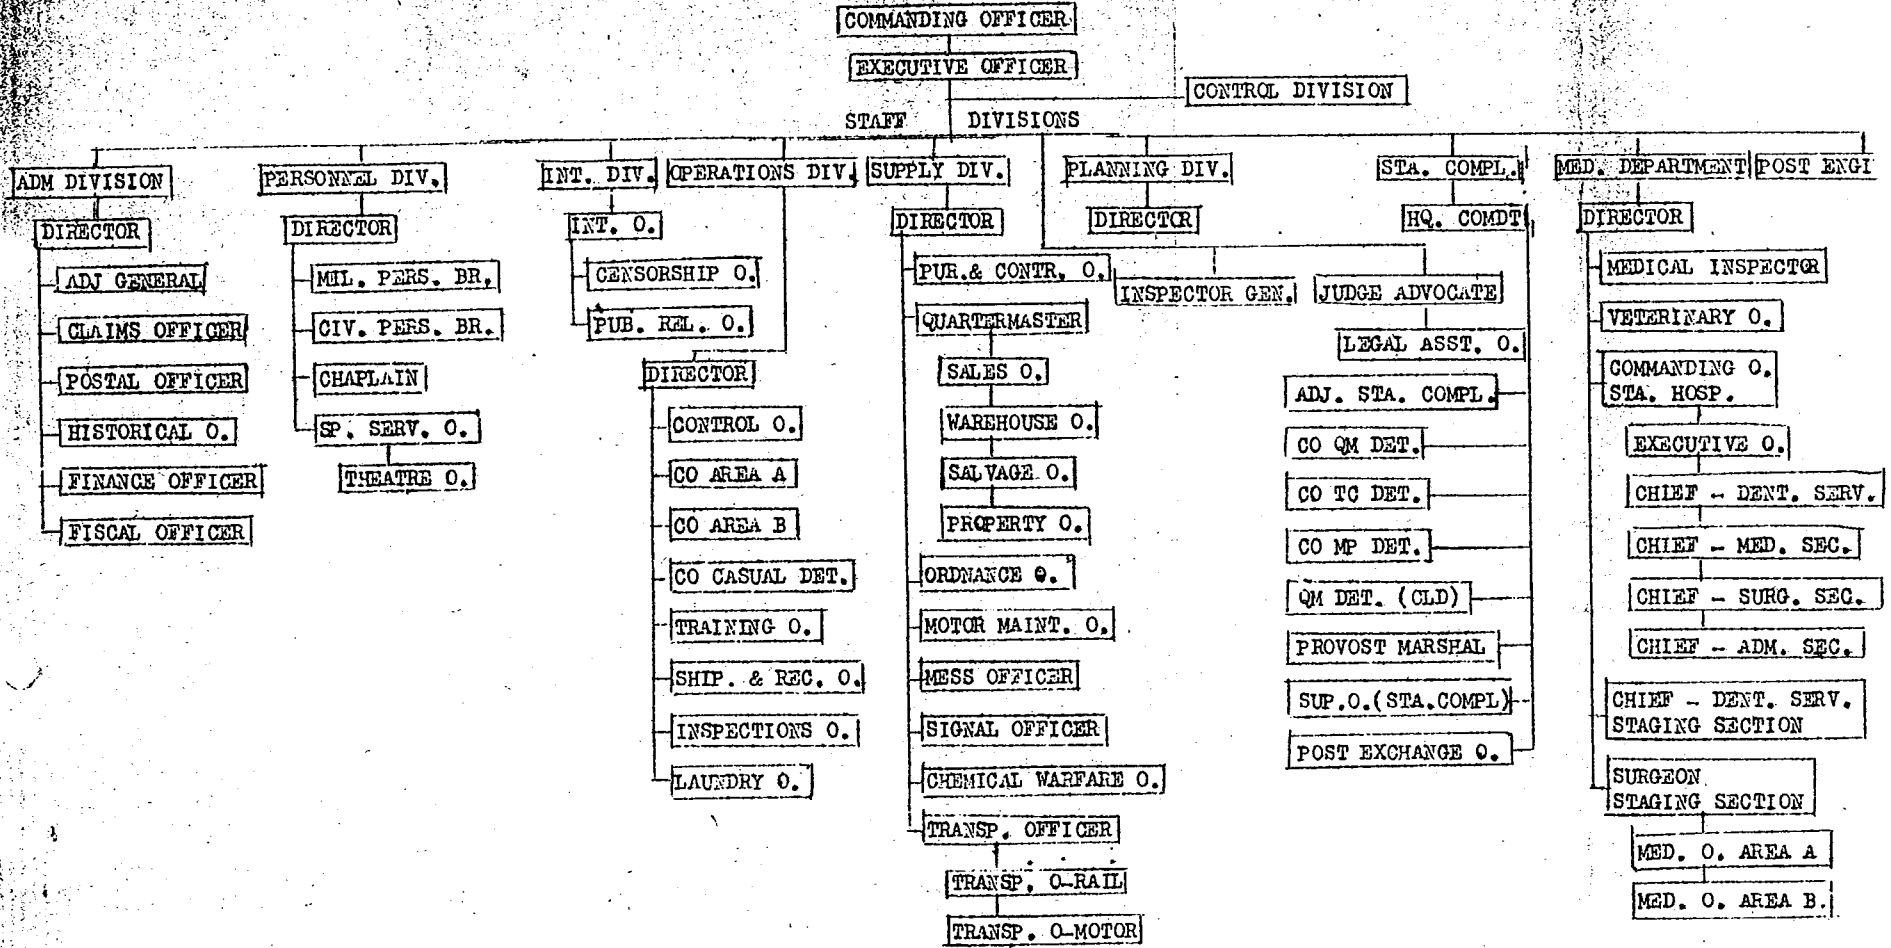 COMMANDING OFFICER
EXECUTIVE OFFICER
CONTROL DIVISION
STAFF DIVISIONS
ADM DIVISION
DIRECTOR
ADJ GENERAL
CLAIMS OFFICER
POSTAL OFFICER
HISTORICAL O.
FINANCE OFFICER
FISCAL OFFICER
PERSONNEL DIV.
DIRECTOR
MIL. PERS. BR.
CIV. PERS. BR.
CHAPLAIN
SP. SERV. O.
THEATRE O.
INT. DIV.
INT. O.
CENSORSHIP O.
PUB. REL. O.
OPERATIONS DIV.
DIRECTOR
CONTROL O.
CO AREA A
CO AREA B
CO CASUAL DET.
TRAINING O.
SHIP. & REC. O.
INSPECTIONS O.
LAUNDRY O.
SUPPLY DIV.
DIRECTOR
PUR.& CONTR. O.
QUARTERMASTER
SALES O.
WAREHOUSE O.
SALVAGE O.
PROPERTY O.
ORDNANCE O.
MOTOR MAINT. O.
MESS OFFICER
SIGNAL OFFICER
CHEMICAL WARFARE O.
TRANSP. OFFICER
TRANSP. O-RAIL
TRANSP. O-MOTOR
PLANNING DIV.
DIRECTOR
INSPECTOR GEN.
JUDGE ADVOCATE
LEGAL ASST. O.
STA. COMPL.
HQ. COMDT
ADJ. STA. COMPL.
CO QM DET.
CO TC DET.
CO MP DET.
QM DET. (CLD)
PROVOST MARSHAL
SUP.O.(STA.COMPL)
POST EXCHANGE O.
MED. DEPARTMENT
DIRECTOR
MEDICAL INSPECTOR
VETERINARY O.
COMMANDING O.
STA. HOSP.
EXECUTIVE O.
CHIEF - DENT. SERV.
CHIEF - MED. SEC.
CHIEF - SURG. SEC.
CHIEF - ADM. SEC.
CHIEF - DENT. SERV.
STAGING SECTION
SURGEON
STAGING SECTION
MED. O. AREA A
MED. O. AREA B.
POST ENGI